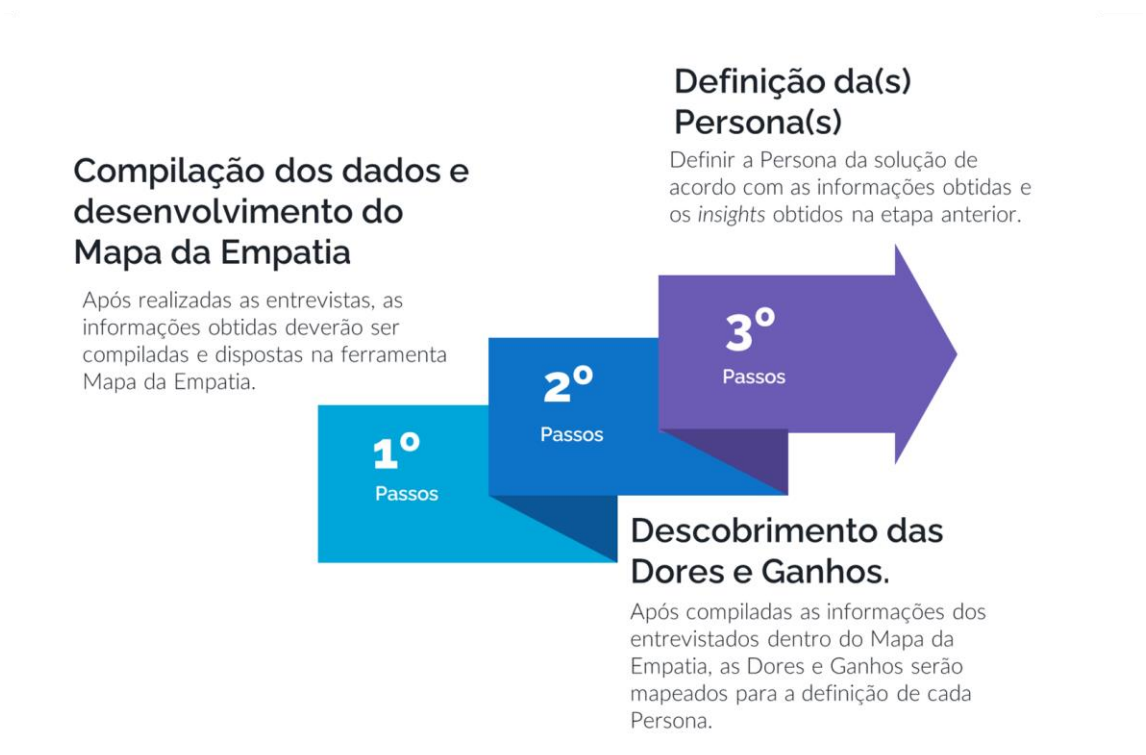 Compilação dos dados e
desenvolvimento do
Mapa da Empatia
Após realizadas as entrevistas, as
informações obtidas deverão ser
compiladas e dispostas na ferramenta
Mapa da Empatia.
1º
Passos
2º
Passos
Descobrimento das
Dores e Ganhos.
Após compiladas as informações dos
entrevistados dentro do Mapa da
Empatia, as Dores e Ganhos serão
mapeados para a definição de cada
Persona.
3º
Passos
Definição da(s)
Persona(s)
Definir a Persona da solução de
acordo com as informações obtidas e
os insights obtidos na etapa anterior.